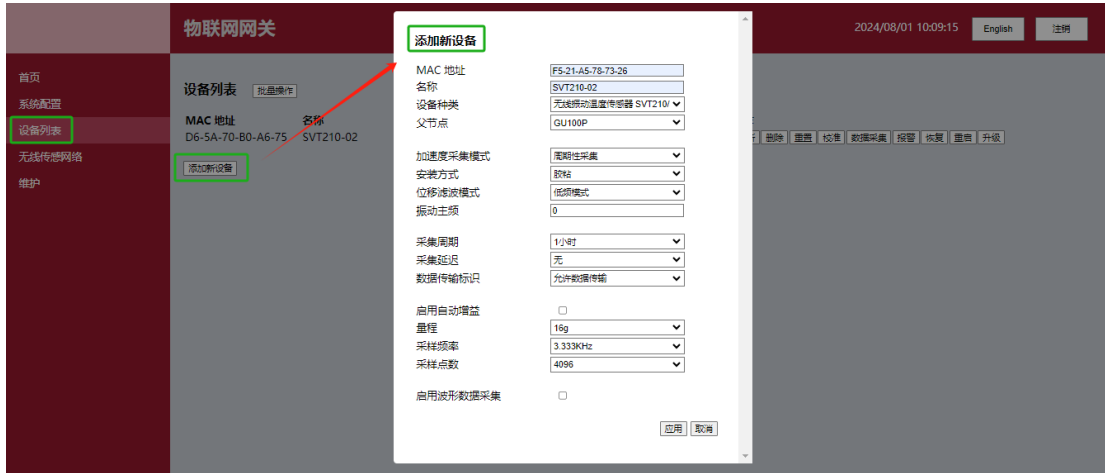 物联网网关
2024/08/01 10:09:15 English 注销
首页
系统配置
设备列表
无线传感网络
维护
设备列表 批量操作
MAC 地址 名称
D6-5A-70-B0-A6-75 SVT210-02
删除 重置 校准 数据采集 报警 恢复 重启 升级
添加新设备
添加新设备
MAC 地址 F5-21-A5-78-73-26
名称 SVT210-02
设备种类 无线振动温度传感器 SVT210/
父节点 GU100P
加速度采集模式 周期性采集
安装方式 胶粘
位移滤波模式 低频模式
振动主频 0
采集周期 1小时
采集延迟 无
数据传输标识 允许数据传输
启用自动增益
量程 16g
采样频率 3.333KHz
采样点数 4096
启用波形数据采集
应用 取消